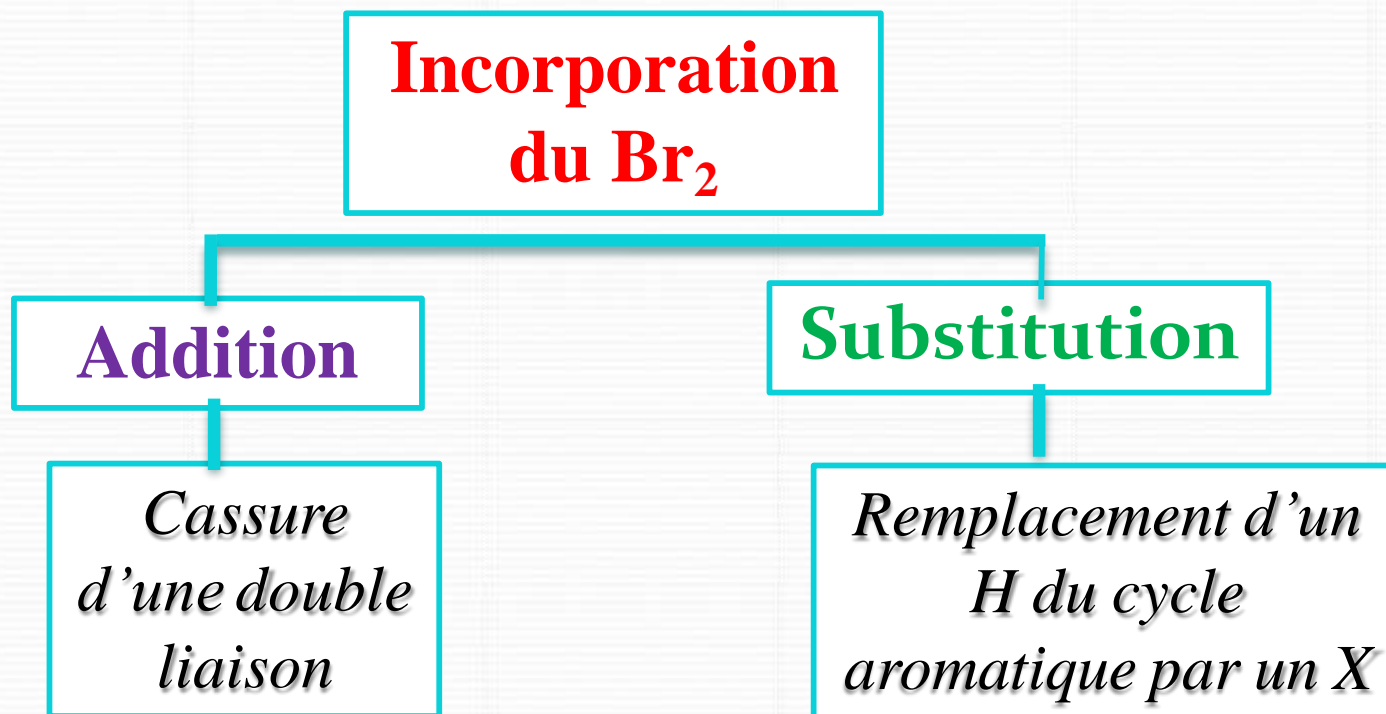 Incorporation
du Br₂
Addition
Substitution
Cassure
d’une double
liaison
Remplacement d’un
H du cycle
aromatique par un X